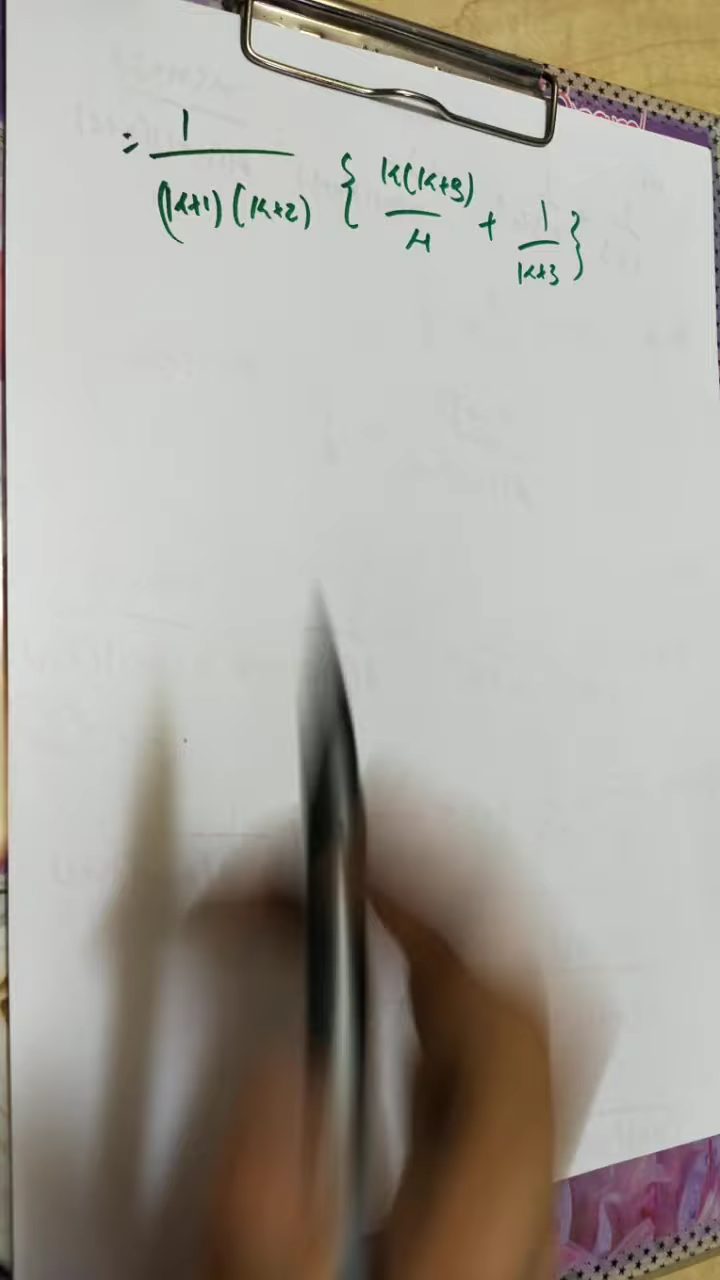 = 1/((k+1)(k+2)) { k(k+3)/4 + 1/(k+3) }